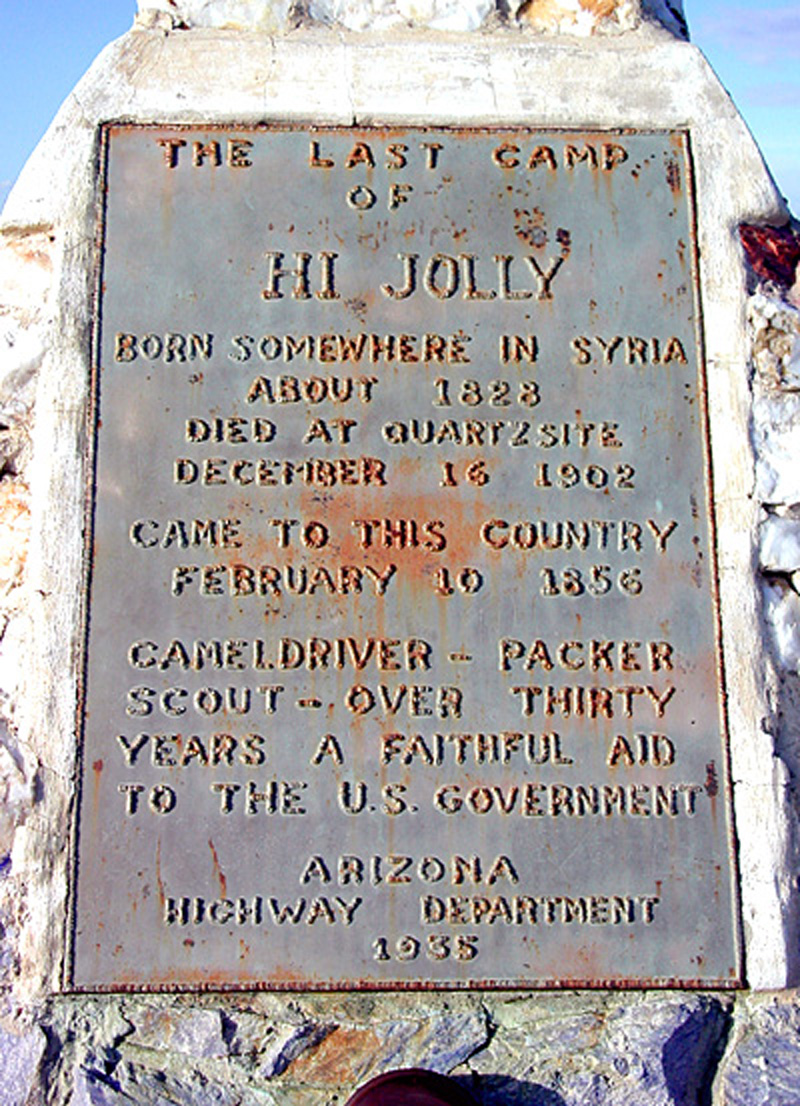 THE LAST CAMP
OF
HI JOLLY
BORN SOMEWHERE IN SYRIA
ABOUT 1828
DIED AT QUARTZSITE
DECEMBER 16 1902
CAME TO THIS COUNTRY
FEBRUARY 10 1856
CAMELDRIVER - PACKER
SCOUT - OVER THIRTY
YEARS A FAITHFUL AID
TO THE U.S. GOVERNMENT
ARIZONA
HIGHWAY DEPARTMENT
1935